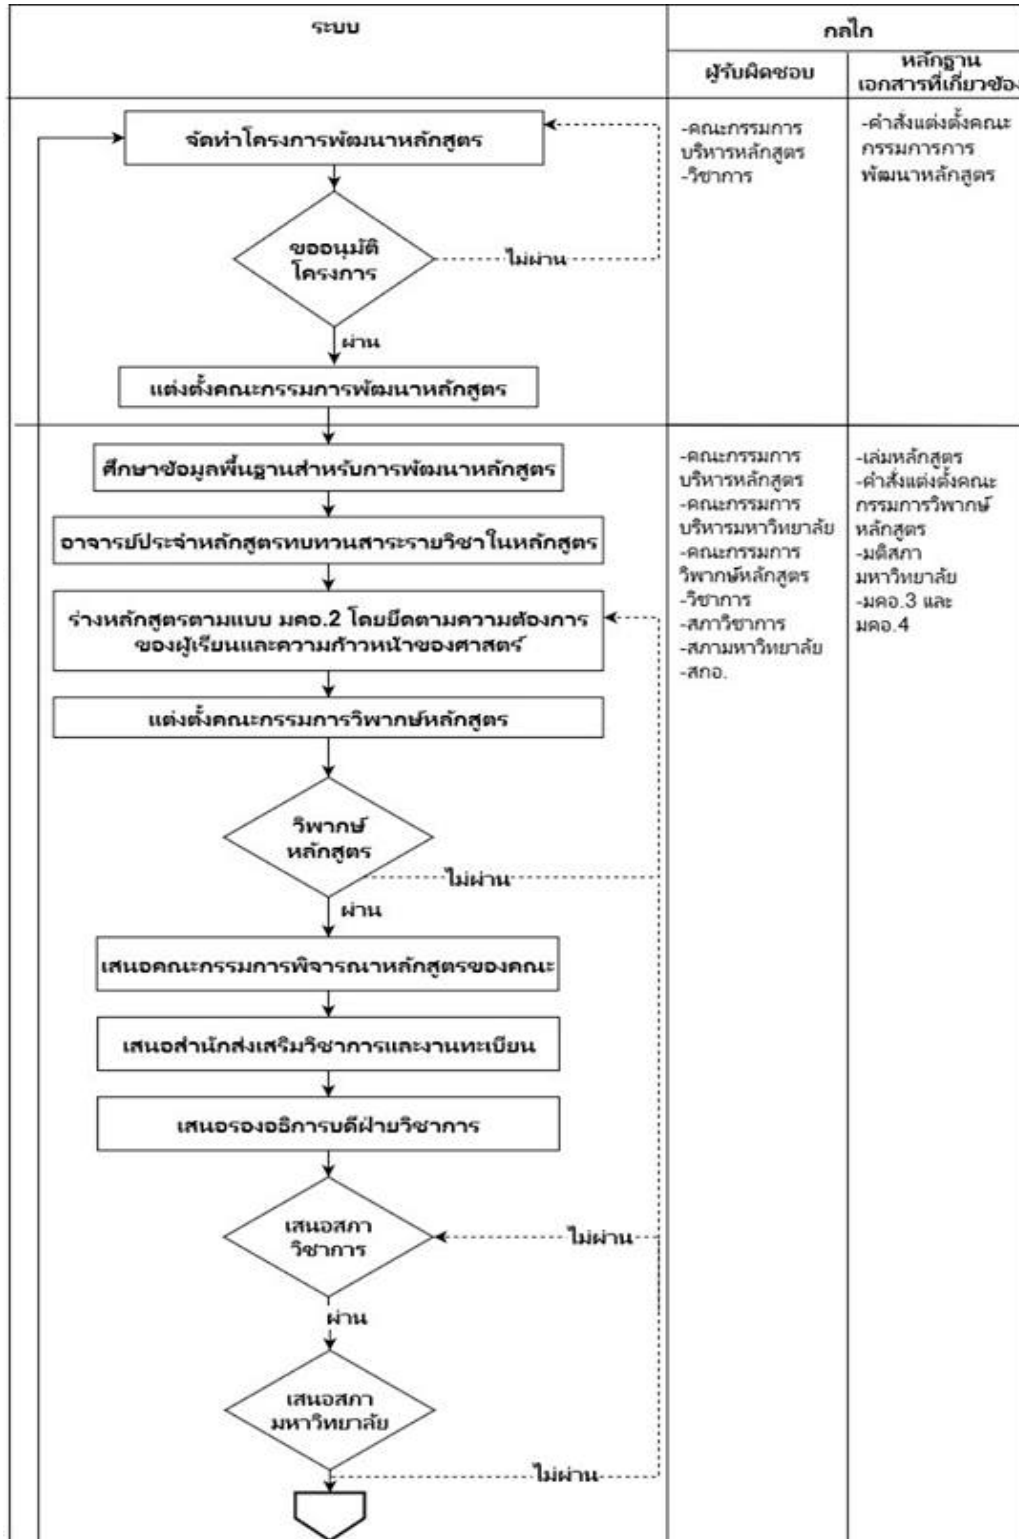 ระบบ
กลไก
ผู้รับผิดชอบ
หลักฐาน
เอกสารที่เกี่ยวข้อง
จัดทำโครงการพัฒนาหลักสูตร
-คณะกรรมการ
บริหารหลักสูตร
-วิชาการ
-คำสั่งแต่งตั้งคณะ
กรรมการการ
พัฒนาหลักสูตร
ขออนุมัติ
โครงการ
ไม่ผ่าน
ผ่าน
แต่งตั้งคณะกรรมการพัฒนาหลักสูตร
ศึกษาข้อมูลพื้นฐานสำหรับการพัฒนาหลักสูตร
อาจารย์ประจำหลักสูตรทบทวนสาระรายวิชาในหลักสูตร
ร่างหลักสูตรตามแบบ มคอ.2 โดยยึดตามความต้องการ
ของผู้เรียนและความก้าวหน้าของศาสตร์
แต่งตั้งคณะกรรมการวิพากษ์หลักสูตร
-คณะกรรมการ
บริหารหลักสูตร
-คณะกรรมการ
บริหารมหาวิทยาลัย
-คณะกรรมการ
วิพากษ์หลักสูตร
-วิชาการ
-สภาวิชาการ
-สภามหาวิทยาลัย
-สกอ.
-เล่มหลักสูตร
-คำสั่งแต่งตั้งคณะ
กรรมการวิพากษ์
หลักสูตร
-มติสภา
มหาวิทยาลัย
-มคอ.3 และ
มคอ.4
วิพากษ์
หลักสูตร
ไม่ผ่าน
ผ่าน
เสนอคณะกรรมการพิจารณาหลักสูตรของคณะ
เสนอสำนักส่งเสริมวิชาการและงานทะเบียน
เสนอรองอธิการบดีฝ่ายวิชาการ
เสนอสภา
วิชาการ
ไม่ผ่าน
ผ่าน
เสนอสภา
มหาวิทยาลัย
ไม่ผ่าน